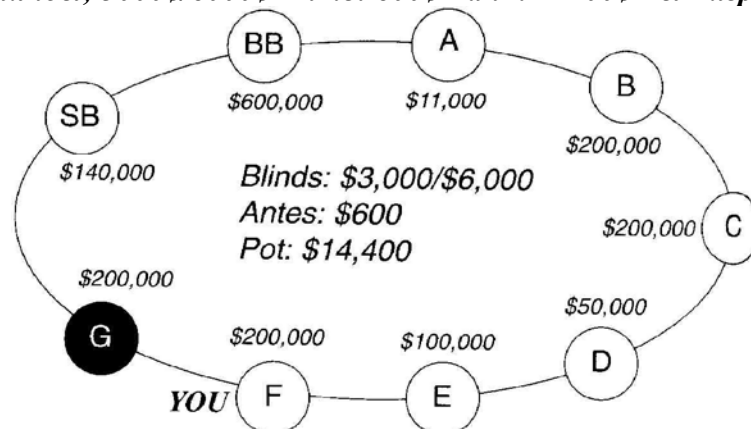 BB
A
B
SB
$600,000
$11,000
$200,000
$140,000
Blinds: $3,000/$6,000
Antes: $600
Pot: $14,400
C
$200,000
$200,000
$50,000
G
$200,000
$100,000
D
YOU
F
E